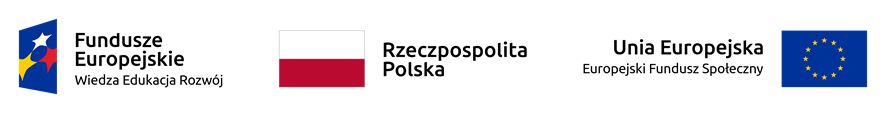 Fundusze
Europejskie
Wiedza Edukacja Rozwój
Rzeczpospolita
Polska
Unia Europejska
Europejski Fundusz Społeczny